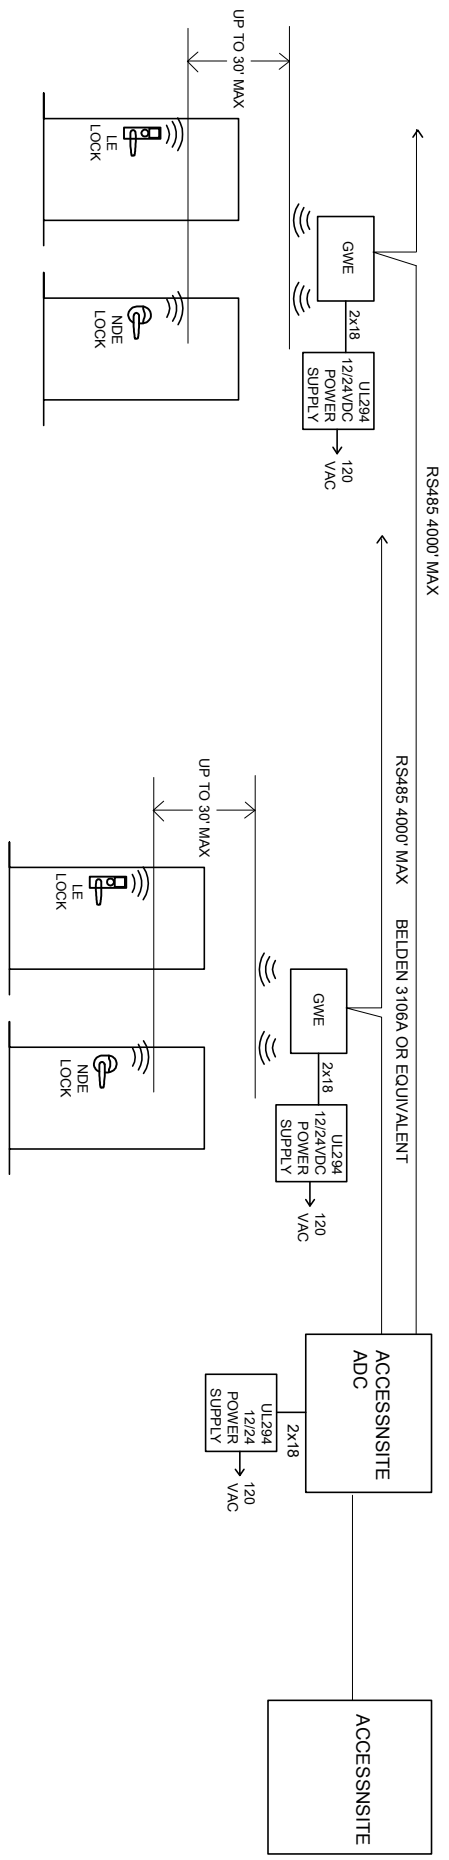 UP TO 30' MAX
LE
LOCK
NDE
LOCK
GWE
2x18
UL294
12/24VDC
POWER
SUPPLY
120
VAC
RS485 4000' MAX
UP TO 30' MAX
LE
LOCK
NDE
LOCK
GWE
2x18
UL294
12/24VDC
POWER
SUPPLY
120
VAC
RS485 4000' MAX BELDEN 3106A OR EQUIVALENT
ACCESSNSITE
ADC
2x18
UL294
12/24
POWER
SUPPLY
120
VAC
ACCESSNSITE